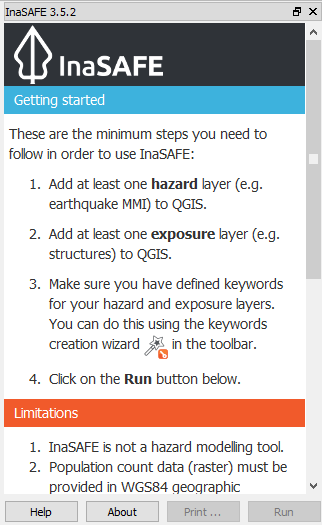 InaSAFE 3.5.2
InaSAFE
Getting started
These are the minimum steps you need to
follow in order to use InaSAFE:
1. Add at least one hazard layer (e.g.
earthquake MMI) to QGIS.
2. Add at least one exposure layer (e.g.
structures) to QGIS.
3. Make sure you have defined keywords
for your hazard and exposure layers.
You can do this using the keywords
creation wizard in the toolbar.
4. Click on the Run button below.
Limitations
1. InaSAFE is not a hazard modelling tool.
2. Population count data (raster) must be
provided in WGS84 geographic
Help About Print ... Run